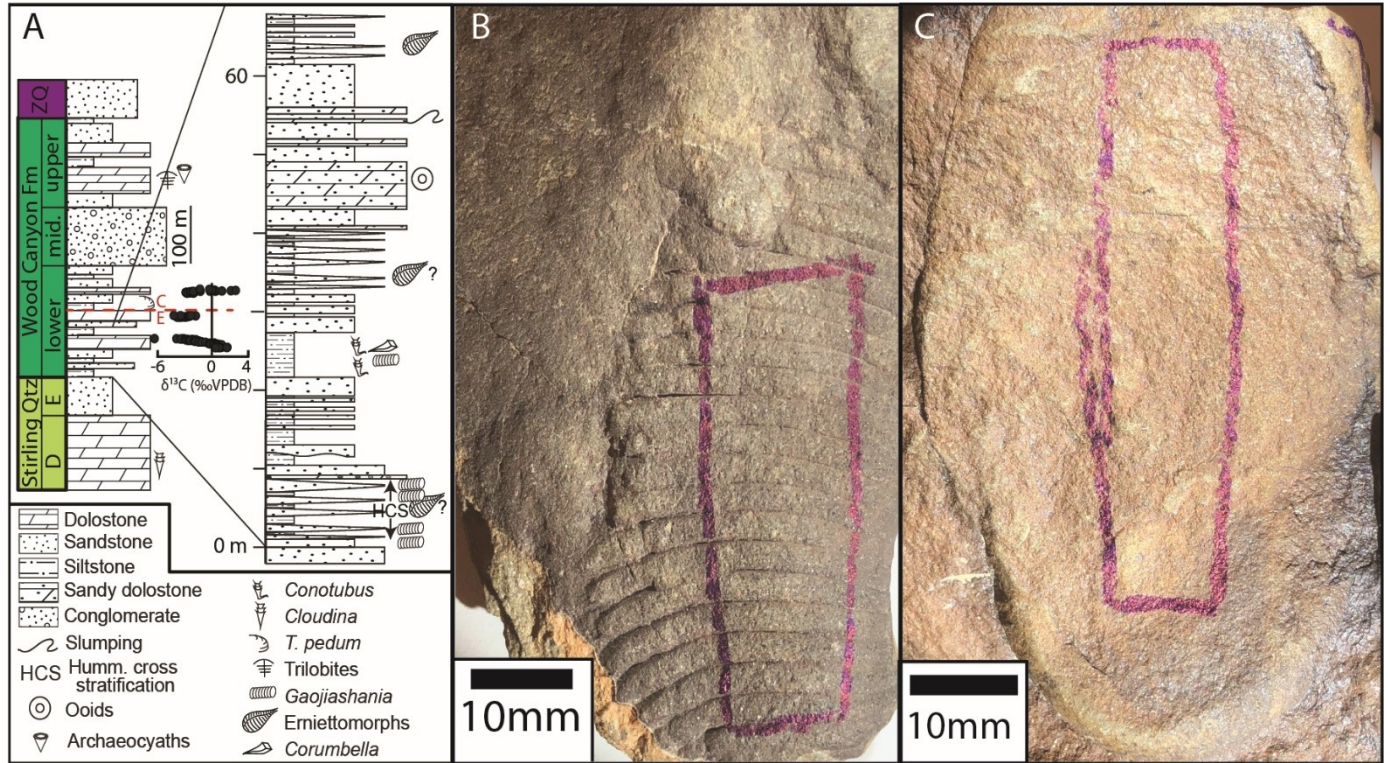 A
B
C
ZQ
Wood Canyon Fm
upper
mid.
lower
Stirling Qtz
E
D
100 m
C
E
-6
0
4
δ¹³C (‰VPDB)
60
?
?
HCS
0 m
Dolostone
Sandstone
Siltstone
Sandy dolostone
Conglomerate
Slumping
HCS Humm. cross
stratification
Ooids
Archaeocyaths
Conotubus
Cloudina
T. pedum
Trilobites
Gaojiashania
Erniettomorphs
Corumbella
10mm
10mm